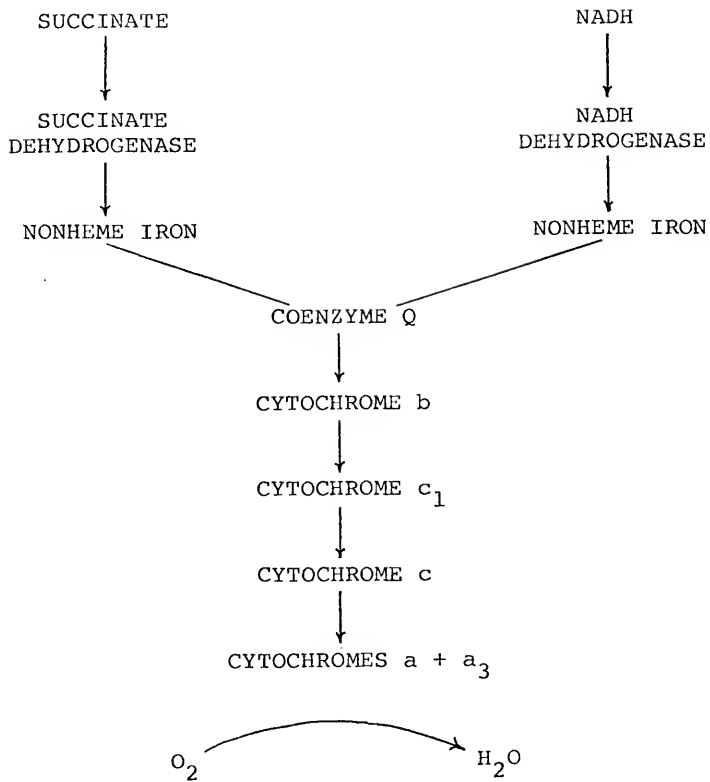 SUCCINATE
NADH
SUCCINATE
DEHYDROGENASE
NADH
DEHYDROGENASE
NONHEME IRON
NONHEME IRON
COENZYME Q
CYTOCHROME b
CYTOCHROME c₁
CYTOCHROME c
CYTOCHROMES a + a₃
O₂
H₂O